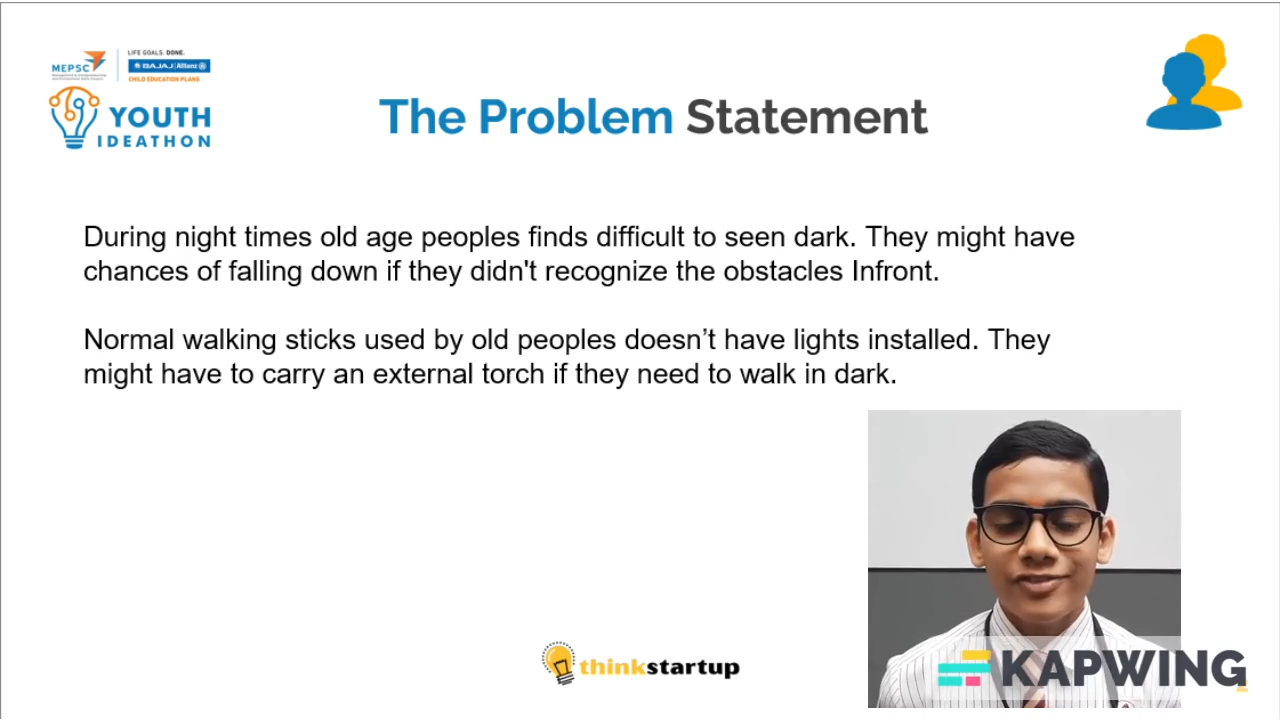 MEPSC
LIFE GOALS. DONE.
BAJAJ Allianz
CHILD EDUCATION PLANS
YOUTH
IDEATHON
The Problem Statement
During night times old age peoples finds difficult to seen dark. They might have
chances of falling down if they didn't recognize the obstacles Infront.
Normal walking sticks used by old peoples doesn’t have lights installed. They
might have to carry an external torch if they need to walk in dark.
thinkstartup
KAPWING